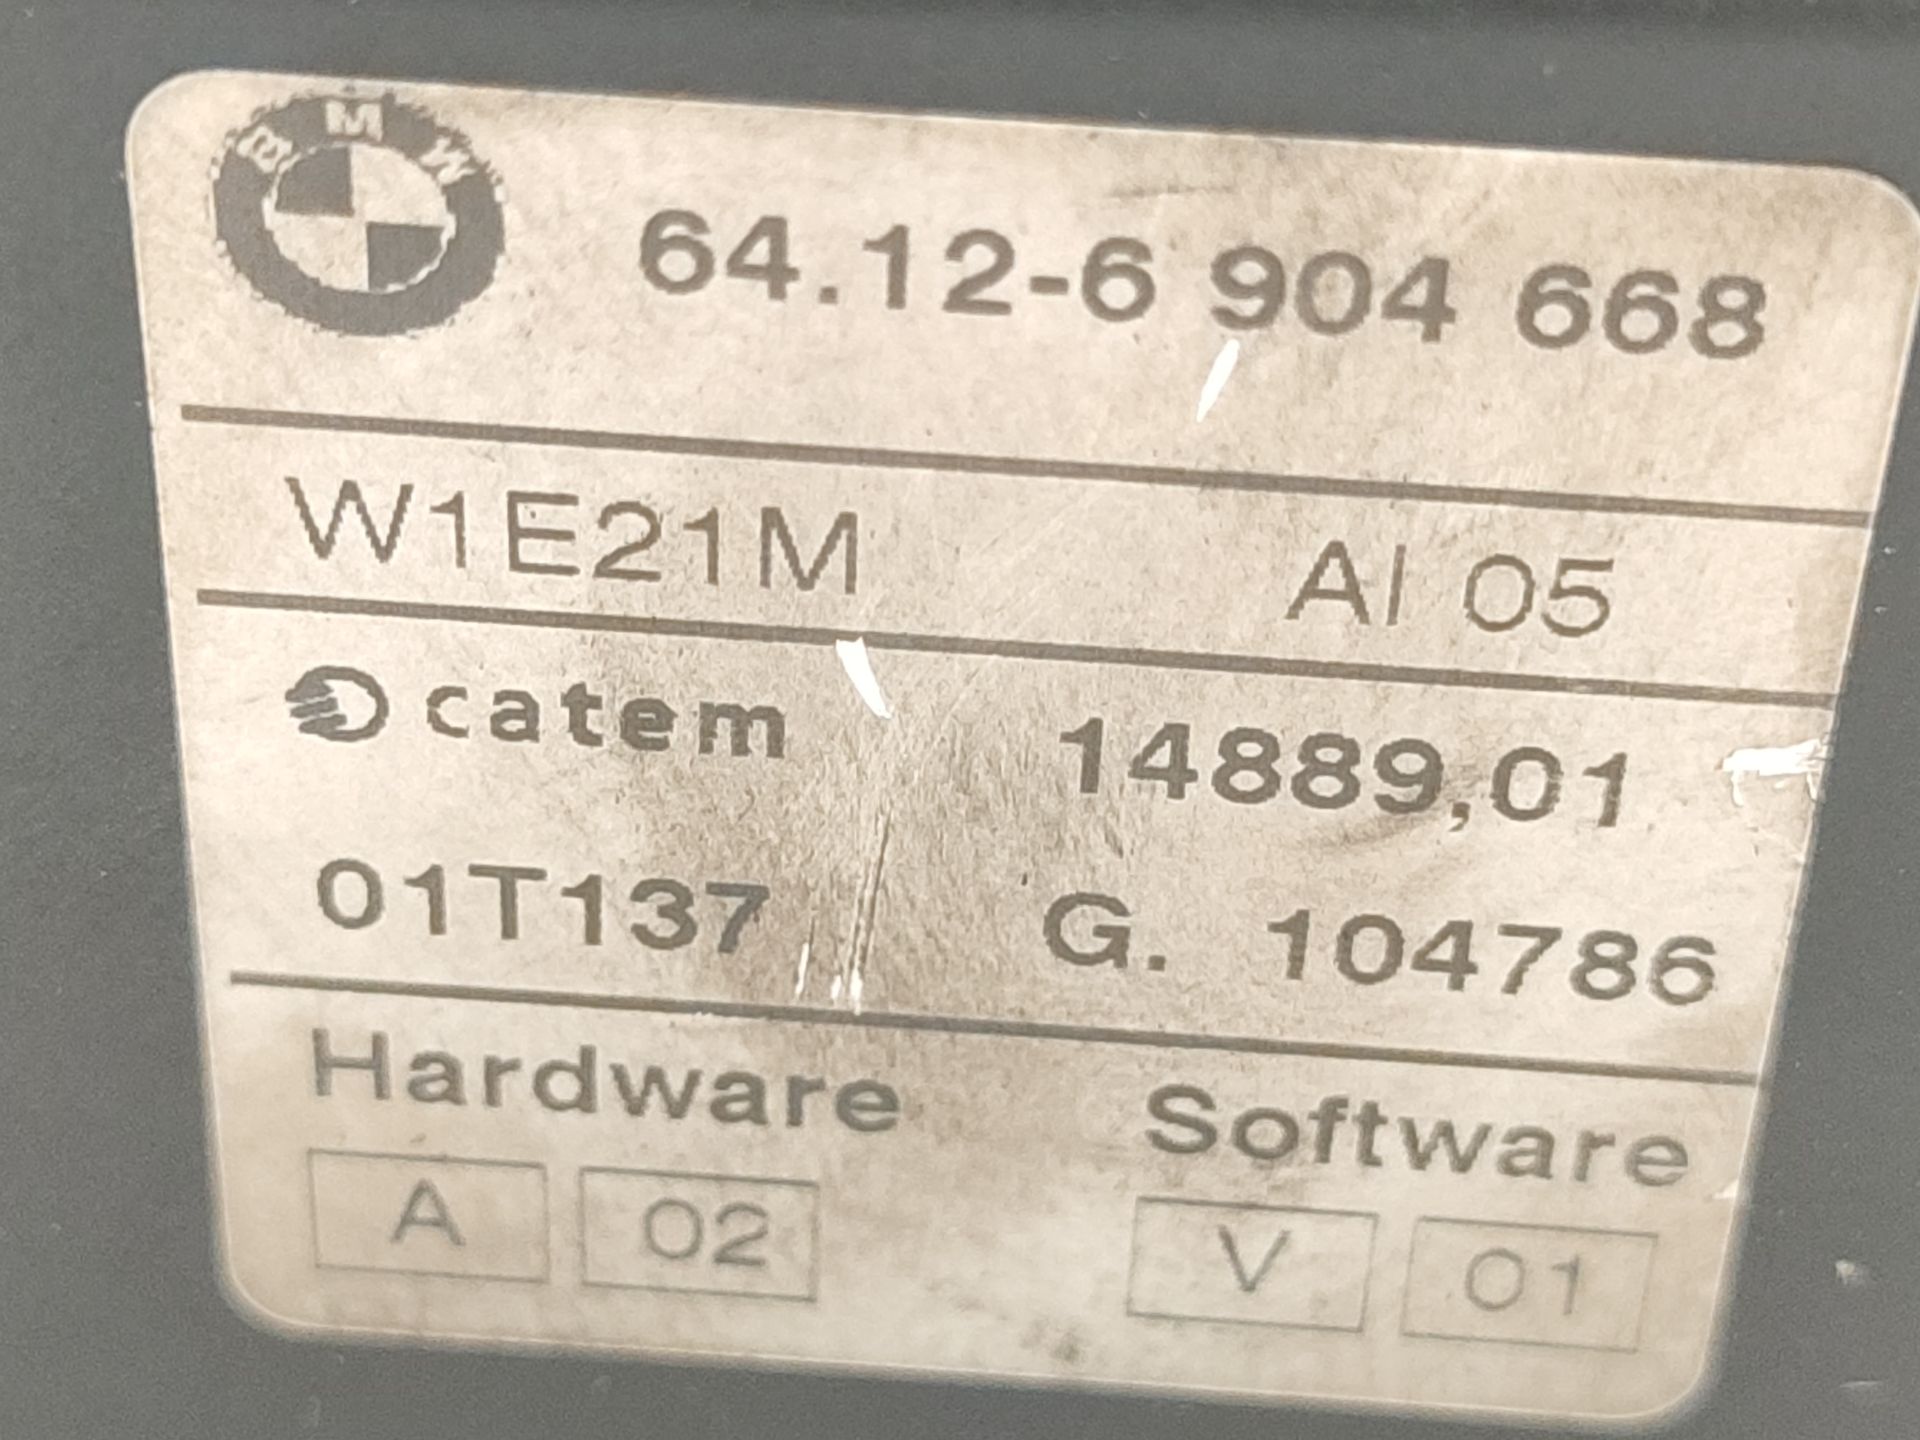 BMW
64.12-6 904 668
W1E21M AI 05
catem 14889,01
01T137 G. 104786
Hardware Software
A 02 V 01